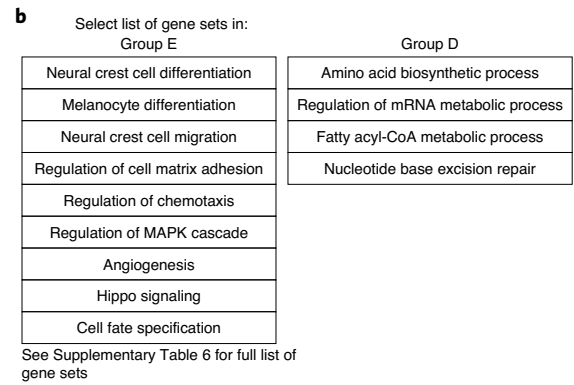 b
Select list of gene sets in:
Group E
Group D
Neural crest cell differentiation
Amino acid biosynthetic process
Melanocyte differentiation
Regulation of mRNA metabolic process
Neural crest cell migration
Fatty acyl-CoA metabolic process
Regulation of cell matrix adhesion
Nucleotide base excision repair
Regulation of chemotaxis
Regulation of MAPK cascade
Angiogenesis
Hippo signaling
Cell fate specification
See Supplementary Table 6 for full list of
gene sets